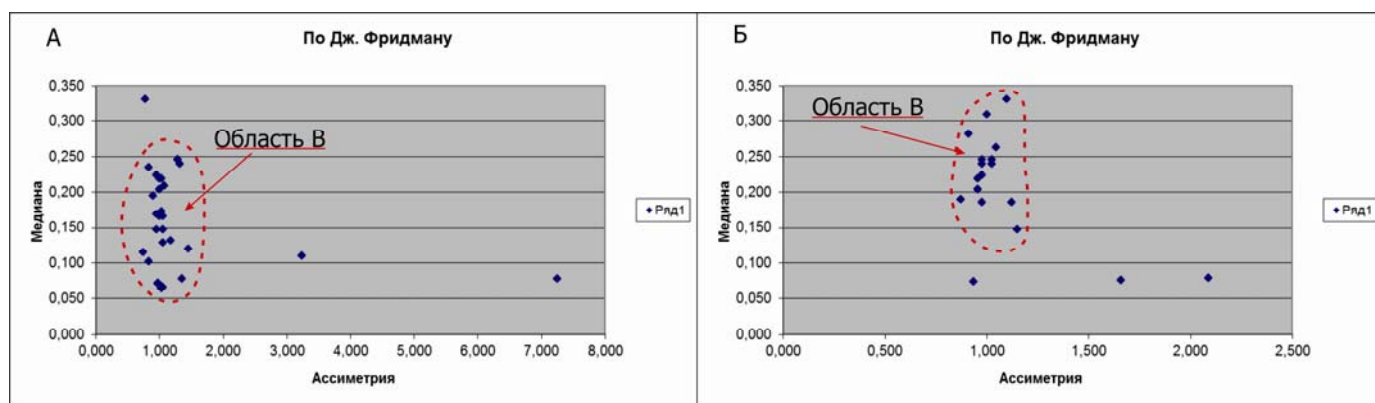 А
По Дж. Фридману
0,350
0,300
0,250
0,200
0,150
0,100
0,050
0,000
Медиана
Область В
0,000 1,000 2,000 3,000 4,000 5,000 6,000 7,000 8,000
Ассиметрия
Ряд1
Б
По Дж. Фридману
0,350
0,300
0,250
0,200
0,150
0,100
0,050
0,000
Медиана
Область В
0,000 0,500 1,000 1,500 2,000 2,500
Ассиметрия
Ряд1